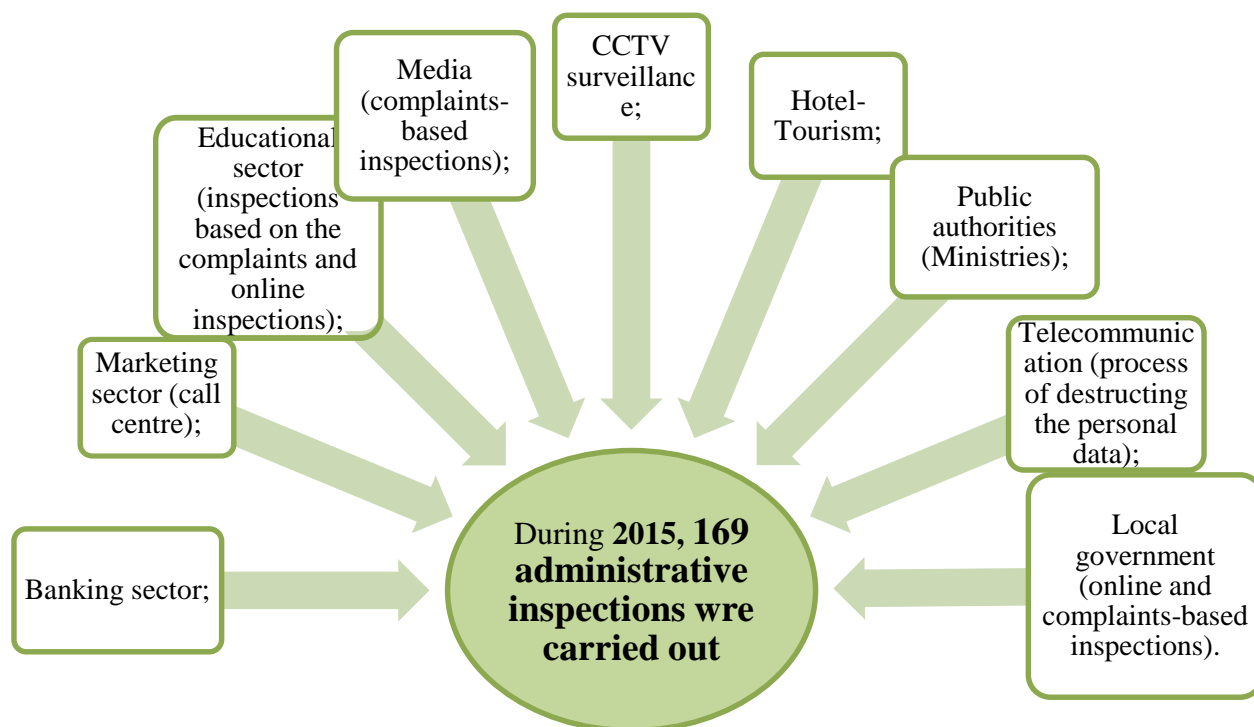 CCTV
surveillanc
e;
Media
(complaints-
based
inspections);
Hotel-
Tourism;
Educational
sector
(inspections
based on the
complaints and
online
inspections);
Public
authorities
(Ministries);
Marketing
sector (call
centre);
Telecommunic
ation (process
of destructing
the personal
data);
Banking sector;
During 2015, 169
administrative
inspections wre
carried out
Local
government
(online and
complaints-based
inspections).